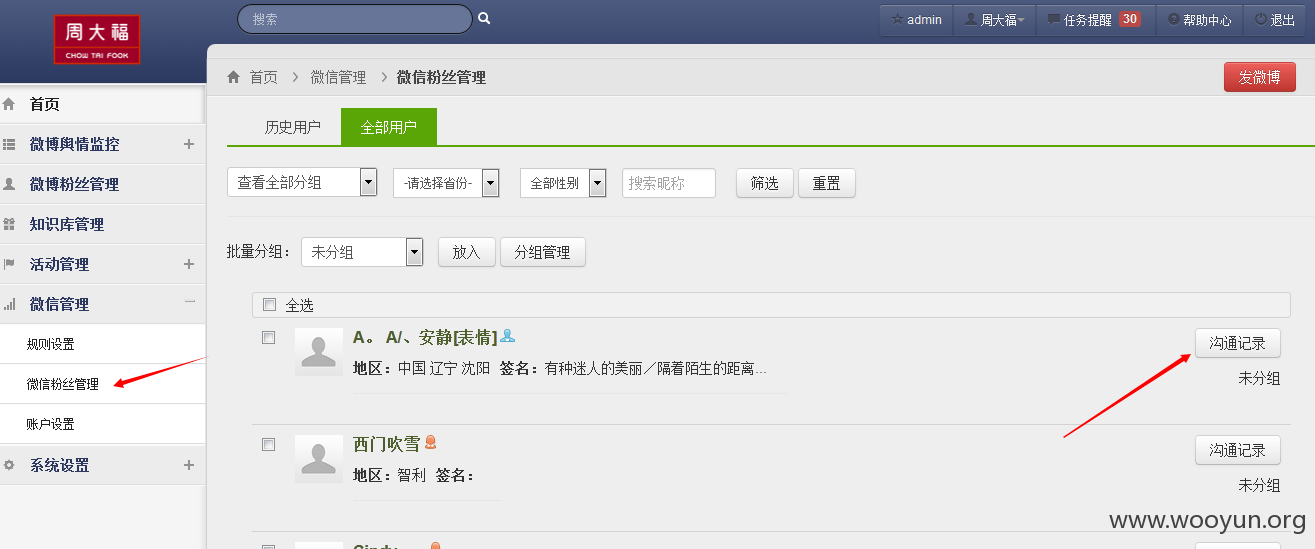 周大福
CHOW TAI FOOK
搜索
admin
周大福
任务提醒 30
帮助中心
退出
首页
微博舆情监控
微博粉丝管理
知识库管理
活动管理
微信管理
规则设置
微信粉丝管理
账户设置
系统设置
首页 > 微信管理 > 微信粉丝管理
发微博
历史用户
全部用户
查看全部分组
-请选择省份-
全部性别
搜索昵称
筛选
重置
批量分组：
未分组
放入
分组管理
全选
A。 A/、安静[表情]
沟通记录
地区：中国 辽宁 沈阳 签名：有种迷人的美丽／隔着陌生的距离...
未分组
西门吹雪
沟通记录
地区：智利 签名：
未分组
www.wooyun.org